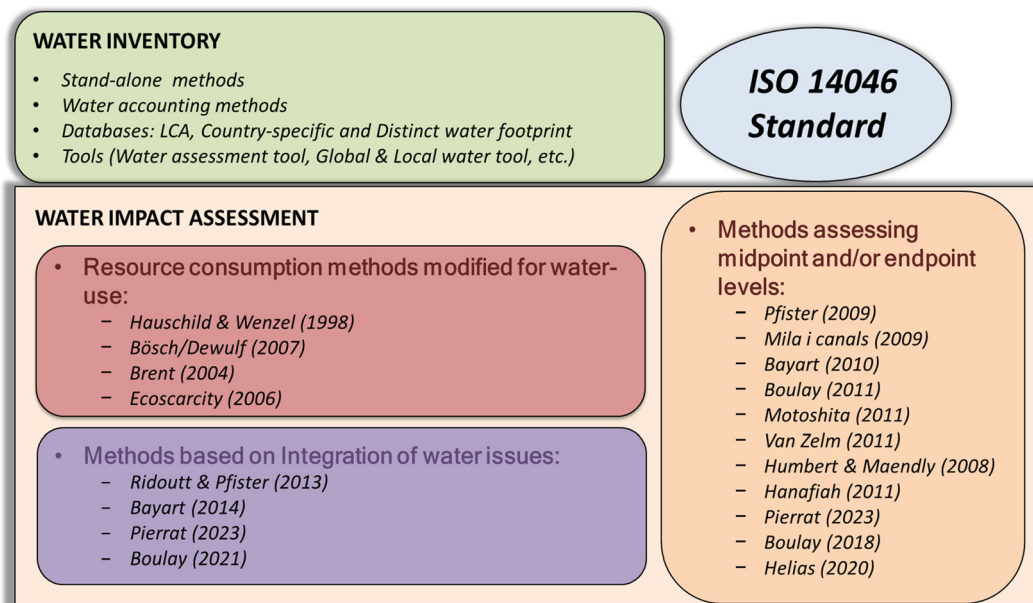 WATER INVENTORY
• Stand-alone methods
• Water accounting methods
• Databases: LCA, Country-specific and Distinct water footprint
• Tools (Water assessment tool, Global & Local water tool, etc.)
ISO 14046
Standard
WATER IMPACT ASSESSMENT
• Resource consumption methods modified for water-
use:
– Hauschild & Wenzel (1998)
– Bösch/Dewulf (2007)
– Brent (2004)
– Ecoscarcity (2006)
• Methods based on Integration of water issues:
– Ridoutt & Pfister (2013)
– Bayart (2014)
– Pierrat (2023)
– Boulay (2021)
• Methods assessing
midpoint and/or endpoint
levels:
– Pfister (2009)
– Mila i canals (2009)
– Bayart (2010)
– Boulay (2011)
– Motoshita (2011)
– Van Zelm (2011)
– Humbert & Maendly (2008)
– Hanafiah (2011)
– Pierrat (2023)
– Boulay (2018)
– Helias (2020)